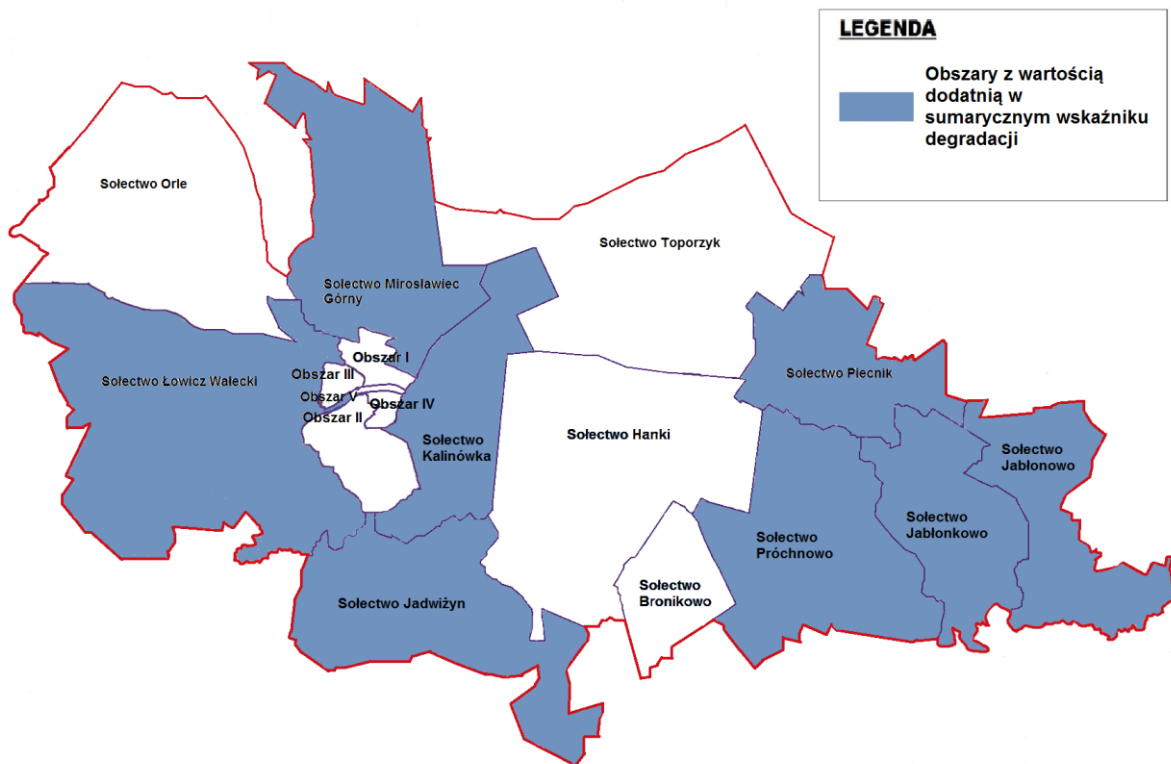 LEGENDA
Obszary z wartością
dodatnią w
sumarycznym wskaźniku
degradacji
Sołectwo Orle
Sołectwo Toporzyk
Sołectwo Mirosławiec
Górny
Obszar I
Obszar III
Sołectwo Łowicz Wałecki
Sołectwo Piecnik
Obszar V
Obszar IV
Obszar II
Sołectwo Hanki
Sołectwo
Kalinówka
Sołectwo
Jabłonowo
Sołectwo
Jabłonkowo
Sołectwo
Próchnowo
Sołectwo
Bronikowo
Sołectwo Jadwiżyn